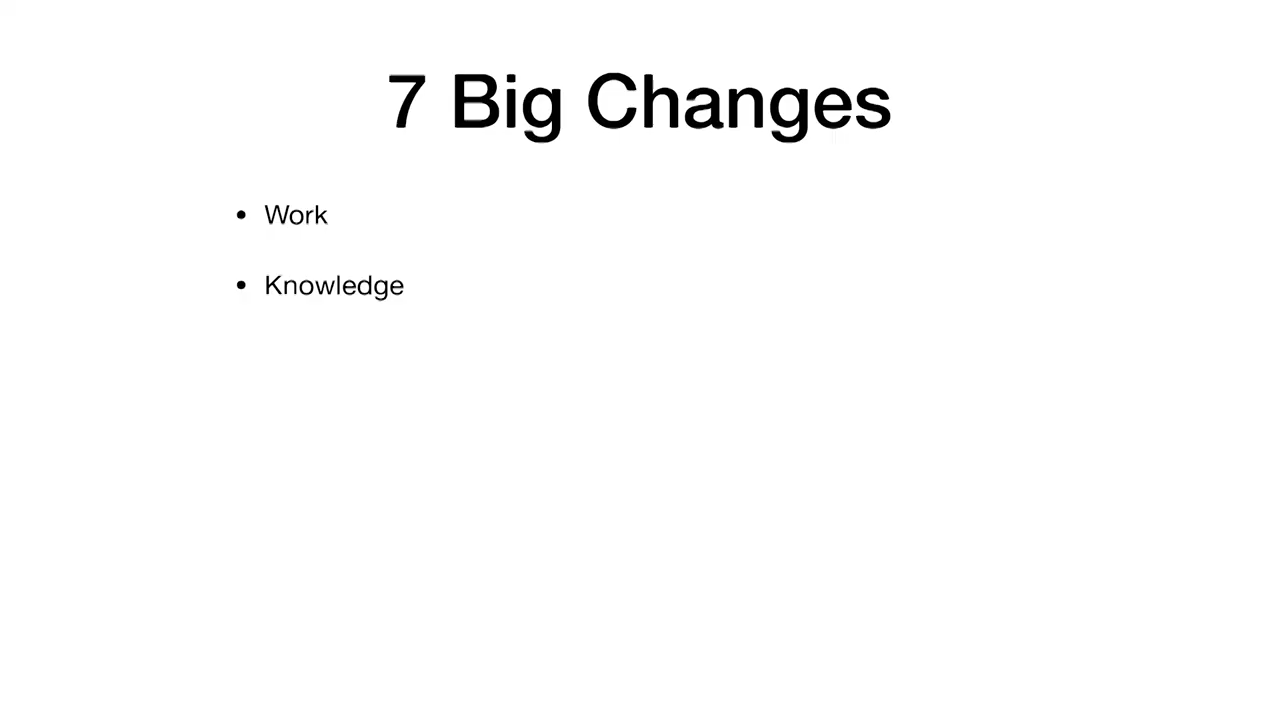 7 Big Changes
• Work
• Knowledge